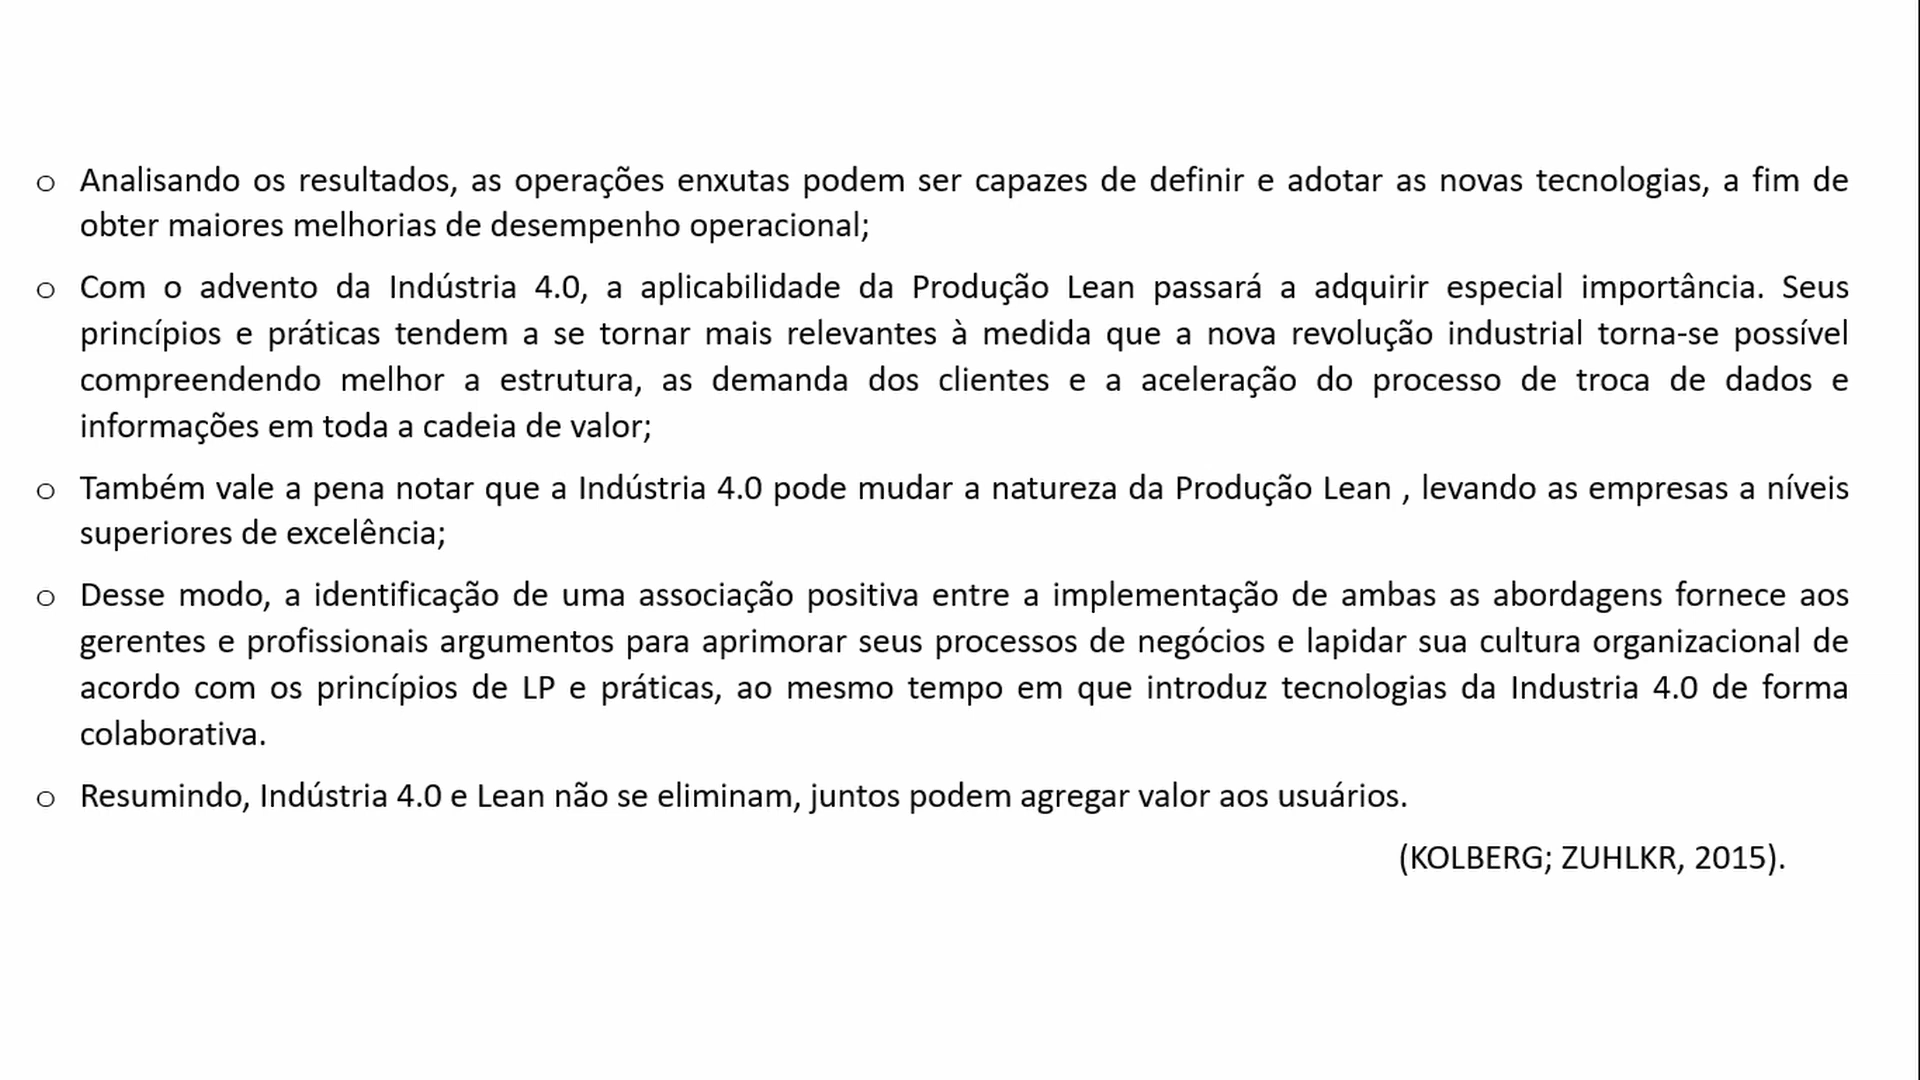 o Analisando os resultados, as operações enxutas podem ser capazes de definir e adotar as novas tecnologias, a fim de
obter maiores melhorias de desempenho operacional;
o Com o advento da Indústria 4.0, a aplicabilidade da Produção Lean passará a adquirir especial importância. Seus
princípios e práticas tendem a se tornar mais relevantes à medida que a nova revolução industrial torna-se possível
compreendendo melhor a estrutura, as demanda dos clientes e a aceleração do processo de troca de dados e
informações em toda a cadeia de valor;
o Também vale a pena notar que a Indústria 4.0 pode mudar a natureza da Produção Lean , levando as empresas a níveis
superiores de excelência;
o Desse modo, a identificação de uma associação positiva entre a implementação de ambas as abordagens fornece aos
gerentes e profissionais argumentos para aprimorar seus processos de negócios e lapidar sua cultura organizacional de
acordo com os princípios de LP e práticas, ao mesmo tempo em que introduz tecnologias da Industria 4.0 de forma
colaborativa.
o Resumindo, Indústria 4.0 e Lean não se eliminam, juntos podem agregar valor aos usuários.
(KOLBERG; ZUHLKR, 2015).